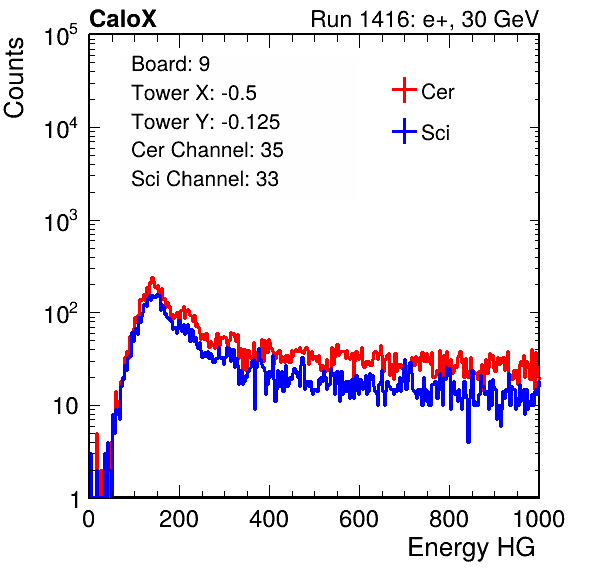 CaloX Run 1416: e+, 30 GeV
Counts
Board: 9
Tower X: -0.5
Tower Y: -0.125
Cer Channel: 35
Sci Channel: 33
Cer
Sci
10^5
10^4
10^3
10^2
10
1
0 200 400 600 800 1000
Energy HG